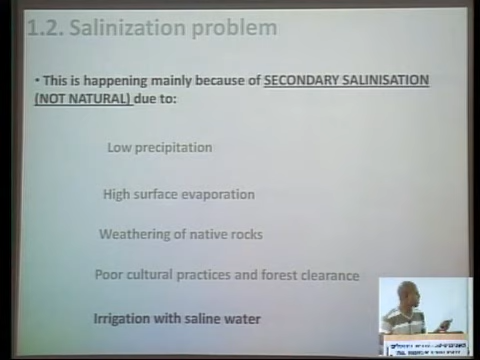 1.2. Salinization problem
• This is happening mainly because of SECONDARY SALINISATION
(NOT NATURAL) due to:
Low precipitation
High surface evaporation
Weathering of native rocks
Poor cultural practices and forest clearance
Irrigation with saline water